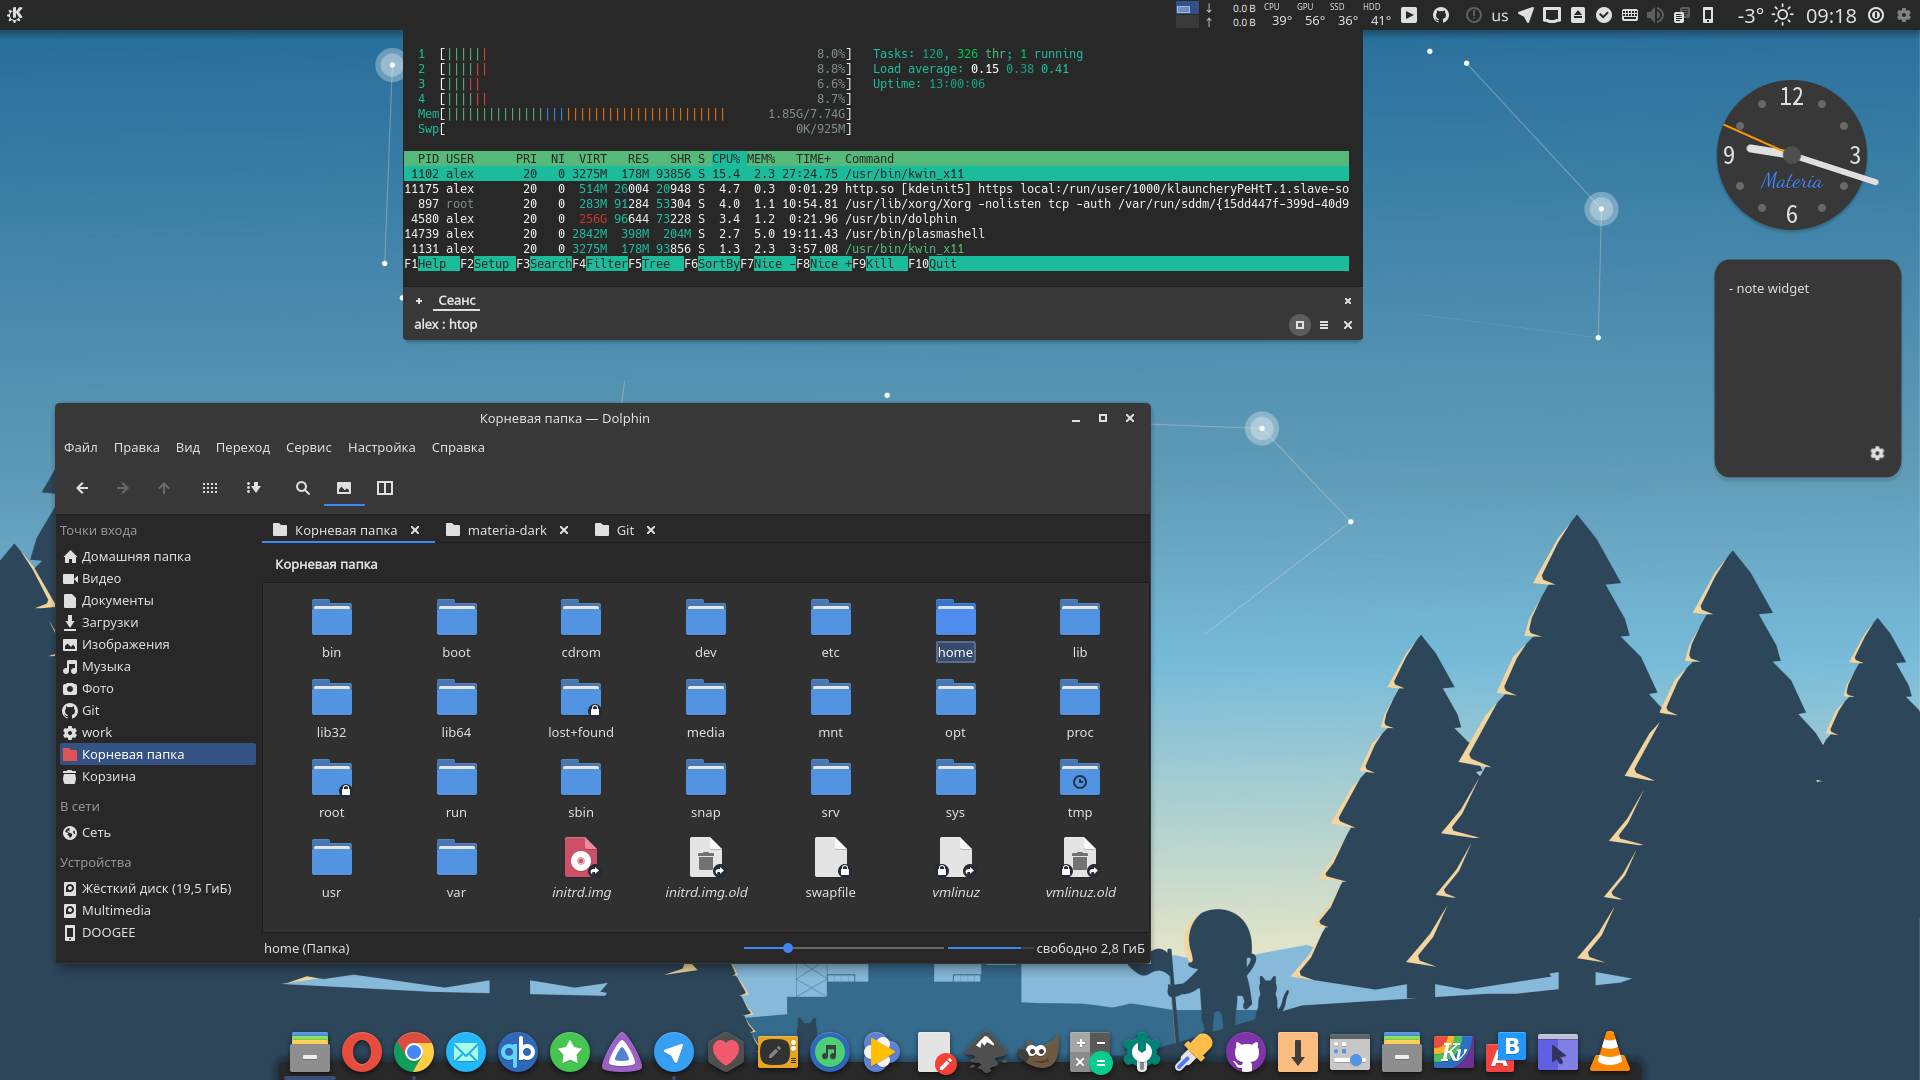 0.0 B CPU GPU SSD HDD
0.0 B 39° 56° 36° 41° us -3° 09:18
1 [|||||| 8.0%] Tasks: 120, 326 thr; 1 running
2 [|||||| 8.8%] Load average: 0.15 0.38 0.41
3 [||||| 6.6%] Uptime: 13:00:06
4 [|||||| 8.7%]
Mem[|||||||||||||||||||||||||||||||||||||||| 1.85G/7.74G]
Swp[ 0K/925M]
PID USER PRI NI VIRT RES SHR S CPU% MEM% TIME+ Command
1102 alex 20 0 3275M 178M 93856 S 15.4 2.3 27:24.75 /usr/bin/kwin_x11
11175 alex 20 0 514M 26004 20948 S 4.7 0.3 0:01.29 http.so [kdeinit5] https local:/run/user/1000/klauncheryPeHtT.1.slave-so
897 root 20 0 283M 91284 53304 S 4.0 1.1 10:54.81 /usr/lib/xorg/Xorg -nolisten tcp -auth /var/run/sddm/{15dd447f-399d-40d9
4580 alex 20 0 256G 96644 73228 S 3.4 1.2 0:21.96 /usr/bin/dolphin
14739 alex 20 0 2842M 398M 204M S 2.7 5.0 19:11.43 /usr/bin/plasmashell
1131 alex 20 0 3275M 178M 93856 S 1.3 2.3 3:57.08 /usr/bin/kwin_x11
F1Help F2Setup F3SearchF4FilterF5Tree F6SortByF7Nice -F8Nice +F9Kill F10Quit
+ Сеанс
alex : htop
12
9 3
Materia
6
- note widget
Корневая папка — Dolphin
Файл Правка Вид Переход Сервис Настройка Справка
Точки входа
Домашняя папка
Видео
Документы
Загрузки
Изображения
Музыка
Фото
Git
work
Корневая папка
Корзина
В сети
Сеть
Устройства
Жёсткий диск (19,5 ГиБ)
Multimedia
DOOGEE
Корневая папка materia-dark Git
Корневая папка
bin boot cdrom dev etc home lib
lib32 lib64 lost+found media mnt opt proc
root run sbin snap srv sys tmp
usr var initrd.img initrd.img.old swapfile vmlinuz vmlinuz.old
home (Папка) свободно 2,8 ГиБ
qb Kv A B